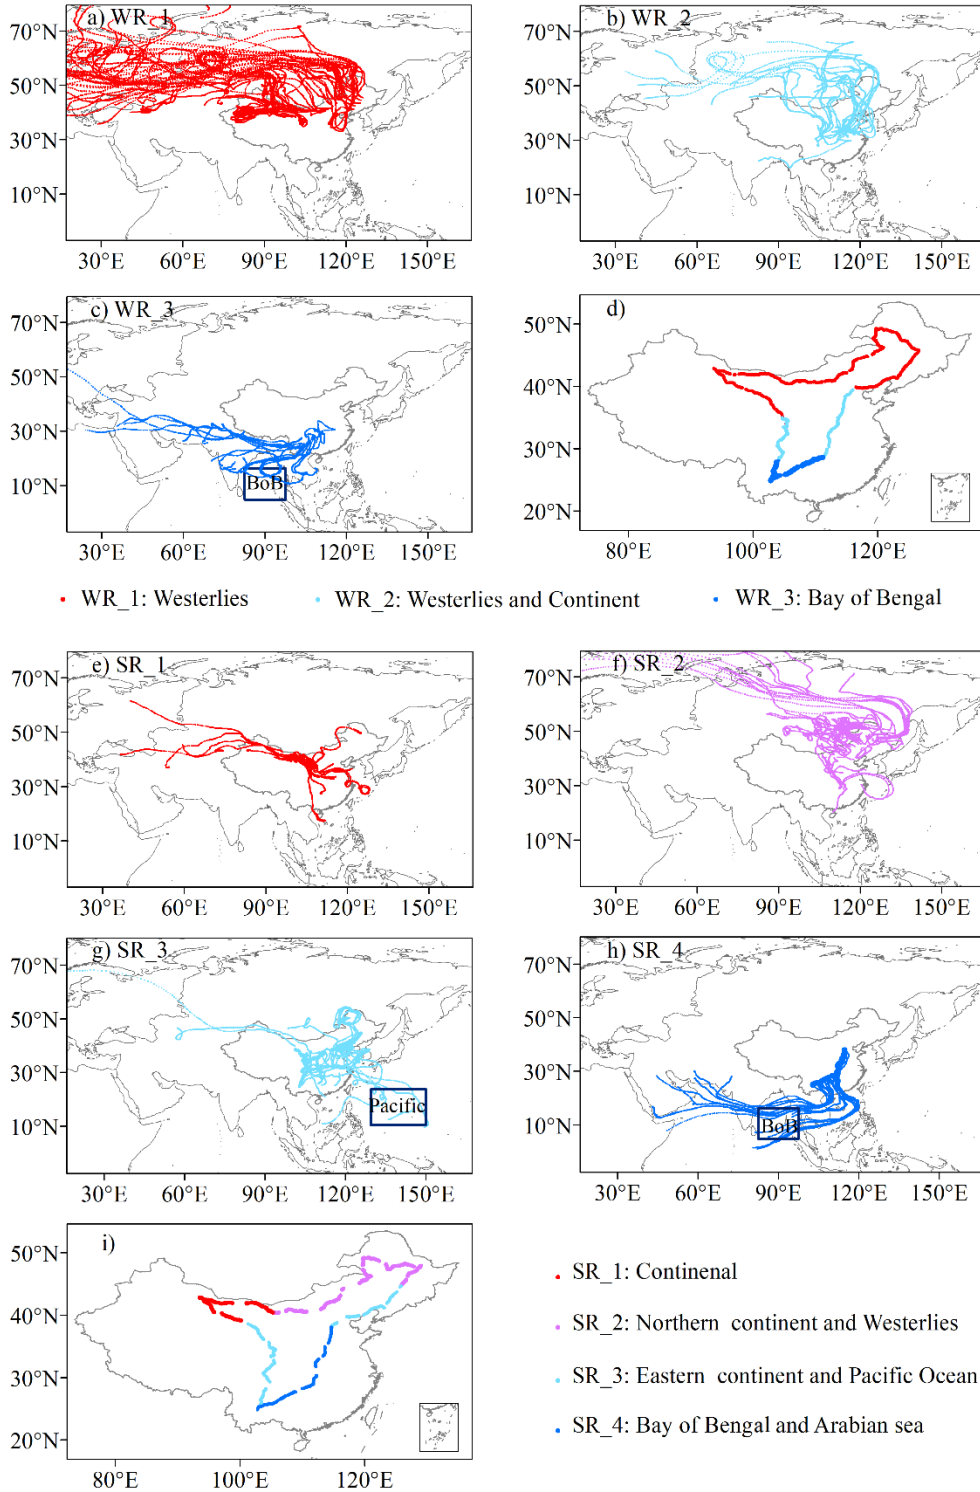 a) WR_1
70°N
50°N
30°N
10°N
30°E 60°E 90°E 120°E 150°E
b) WR_2
70°N
50°N
30°N
10°N
30°E 60°E 90°E 120°E 150°E
c) WR_3
70°N
50°N
30°N
10°N
BoB
30°E 60°E 90°E 120°E 150°E
d)
50°N
40°N
30°N
20°N
80°E 100°E 120°E
WR_1: Westerlies WR_2: Westerlies and Continent WR_3: Bay of Bengal
e) SR_1
70°N
50°N
30°N
10°N
30°E 60°E 90°E 120°E 150°E
f) SR_2
70°N
50°N
30°N
10°N
30°E 60°E 90°E 120°E 150°E
g) SR_3
70°N
50°N
30°N
10°N
Pacific
30°E 60°E 90°E 120°E 150°E
h) SR_4
70°N
50°N
30°N
10°N
BoB
30°E 60°E 90°E 120°E 150°E
i)
50°N
40°N
30°N
20°N
80°E 100°E 120°E
SR_1: Continenal
SR_2: Northern continent and Westerlies
SR_3: Eastern continent and Pacific Ocean
SR_4: Bay of Bengal and Arabian sea